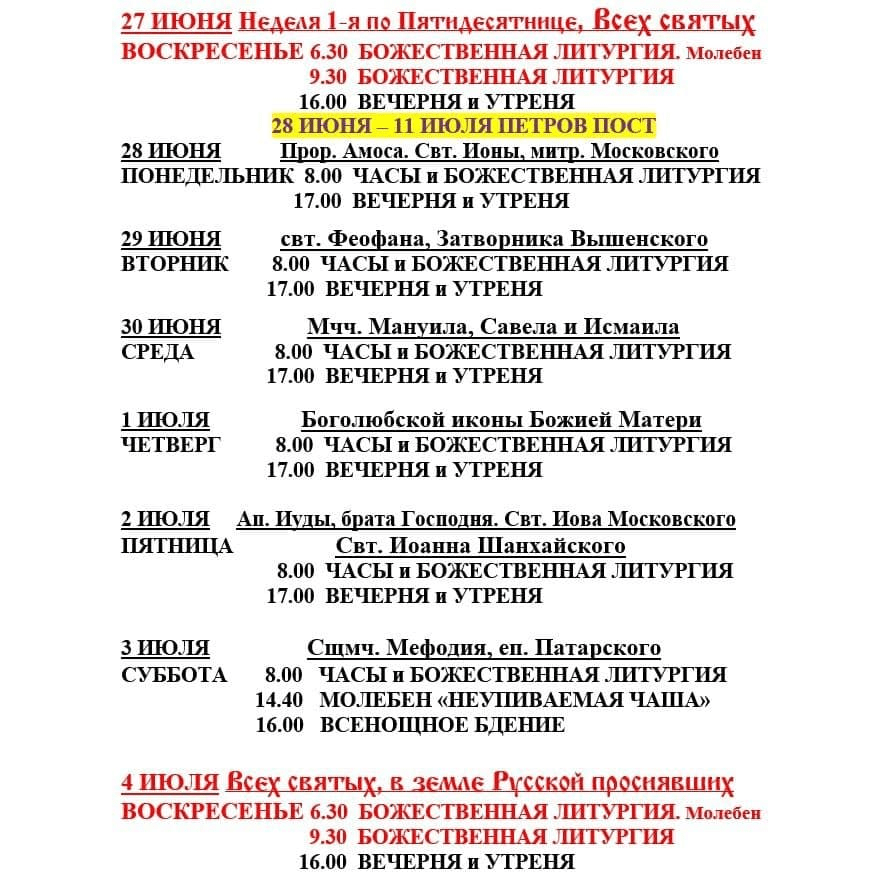 27 ИЮНЯ Неделя 1-я по Пятидесятнице, Всех святых
ВОСКРЕСЕНЬЕ 6.30 БОЖЕСТВЕННАЯ ЛИТУРГИЯ. Молебен
9.30 БОЖЕСТВЕННАЯ ЛИТУРГИЯ
16.00 ВЕЧЕРНЯ и УТРЕНЯ
28 ИЮНЯ – 11 ИЮЛЯ ПЕТРОВ ПОСТ
28 ИЮНЯ Прор. Амоса. Свт. Ионы, митр. Московского
ПОНЕДЕЛЬНИК 8.00 ЧАСЫ и БОЖЕСТВЕННАЯ ЛИТУРГИЯ
17.00 ВЕЧЕРНЯ и УТРЕНЯ
29 ИЮНЯ свт. Феофана, Затворника Вышенского
ВТОРНИК 8.00 ЧАСЫ и БОЖЕСТВЕННАЯ ЛИТУРГИЯ
17.00 ВЕЧЕРНЯ и УТРЕНЯ
30 ИЮНЯ Мчч. Мануила, Савела и Исмаила
СРЕДА 8.00 ЧАСЫ и БОЖЕСТВЕННАЯ ЛИТУРГИЯ
17.00 ВЕЧЕРНЯ и УТРЕНЯ
1 ИЮЛЯ Боголюбской иконы Божией Матери
ЧЕТВЕРГ 8.00 ЧАСЫ и БОЖЕСТВЕННАЯ ЛИТУРГИЯ
17.00 ВЕЧЕРНЯ и УТРЕНЯ
2 ИЮЛЯ Ап. Иуды, брата Господня. Свт. Иова Московского
ПЯТНИЦА Свт. Иоанна Шанхайского
8.00 ЧАСЫ и БОЖЕСТВЕННАЯ ЛИТУРГИЯ
17.00 ВЕЧЕРНЯ и УТРЕНЯ
3 ИЮЛЯ Сщмч. Мефодия, еп. Патарского
СУББОТА 8.00 ЧАСЫ и БОЖЕСТВЕННАЯ ЛИТУРГИЯ
14.40 МОЛЕБЕН «НЕУПИВАЕМАЯ ЧАША»
16.00 ВСЕНОЩНОЕ БДЕНИЕ
4 ИЮЛЯ Всех святых, в земле Русской просиявших
ВОСКРЕСЕНЬЕ 6.30 БОЖЕСТВЕННАЯ ЛИТУРГИЯ. Молебен
9.30 БОЖЕСТВЕННАЯ ЛИТУРГИЯ
16.00 ВЕЧЕРНЯ и УТРЕНЯ